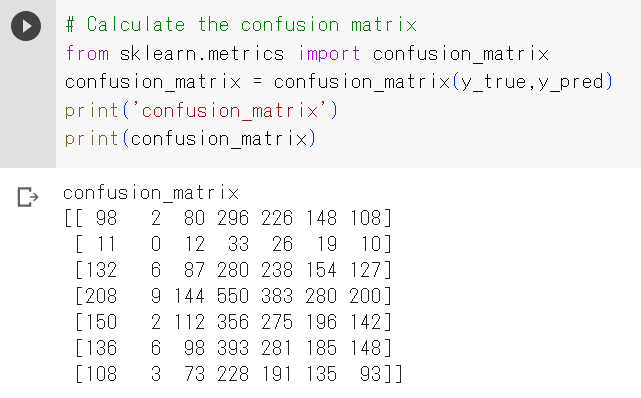 # Calculate the confusion matrix
from sklearn.metrics import confusion_matrix
confusion_matrix = confusion_matrix(y_true,y_pred)
print('confusion_matrix')
print(confusion_matrix)
confusion_matrix
[[ 98   2  80 296 226 148 108]
 [ 11   0  12  33  26  19  10]
 [132   6  87 280 238 154 127]
 [208   9 144 550 383 280 200]
 [150   2 112 356 275 196 142]
 [136   6  98 393 281 185 148]
 [108   3  73 228 191 135  93]]